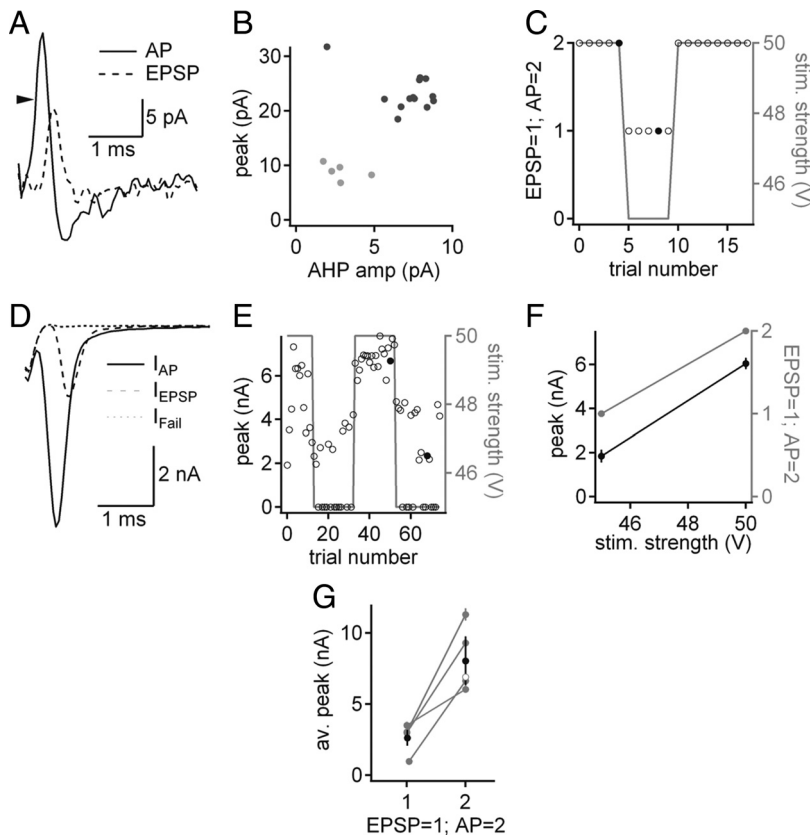 A
AP
EPSP
5 pA
1 ms
B
peak (pA)
30
20
10
0
0 5 10
AHP amp (pA)
C
EPSP=1; AP=2
2
1
0
50
48
46
stim. strength (V)
0 5 10 15
trial number
D
I_AP
I_EPSP
I_Fail
2 nA
1 ms
E
peak (nA)
6
4
2
0
50
48
46
stim. strength (V)
0 20 40 60
trial number
F
peak (nA)
6
4
2
0
2
1
0
EPSP=1; AP=2
46 48 50
stim. strength (V)
G
av. peak (nA)
10
5
0
1 2
EPSP=1; AP=2